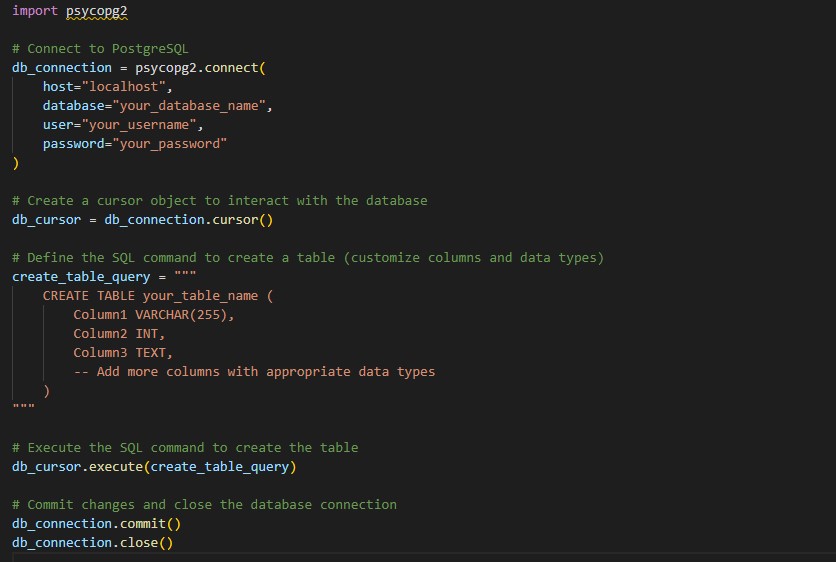 import psycopg2
# Connect to PostgreSQL
db_connection = psycopg2.connect(
host="localhost",
database="your_database_name",
user="your_username",
password="your_password"
)
# Create a cursor object to interact with the database
db_cursor = db_connection.cursor()
# Define the SQL command to create a table (customize columns and data types)
create_table_query = """
CREATE TABLE your_table_name (
Column1 VARCHAR(255),
Column2 INT,
Column3 TEXT,
-- Add more columns with appropriate data types
)
"""
# Execute the SQL command to create the table
db_cursor.execute(create_table_query)
# Commit changes and close the database connection
db_connection.commit()
db_connection.close()